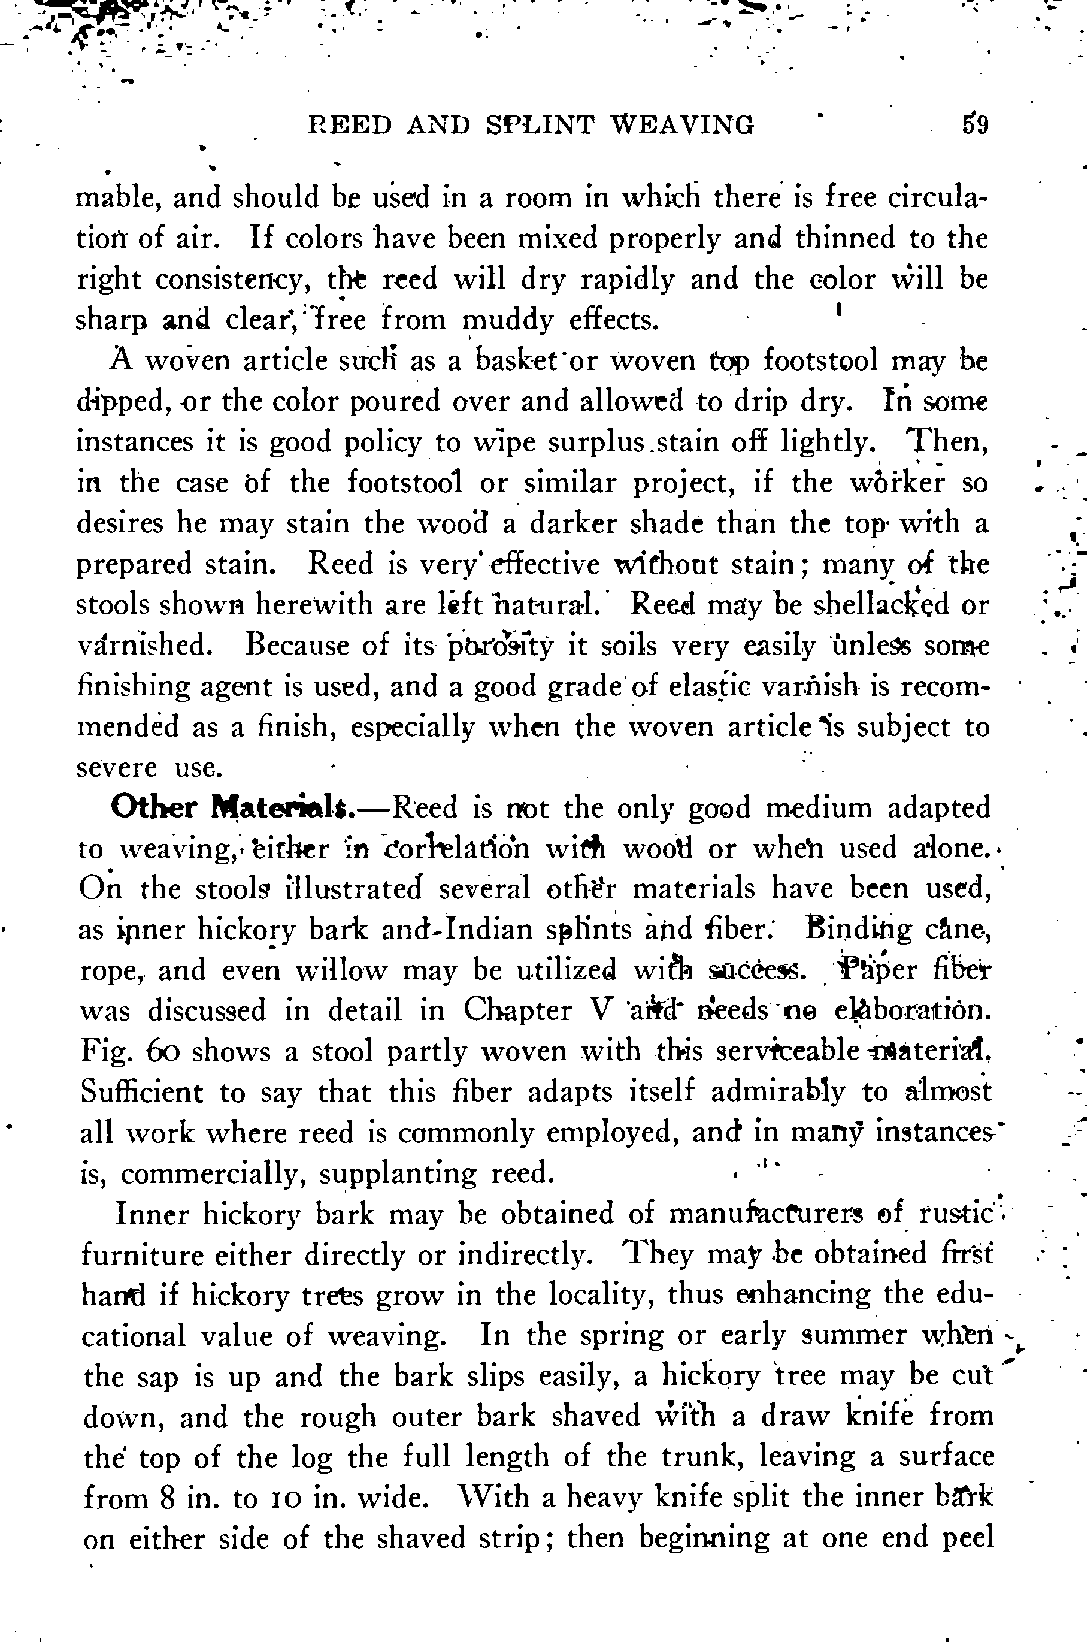 REED AND SPLINT WEAVING 59
mable, and should be used in a room in which there is free circula-
tion of air. If colors have been mixed properly and thinned to the
right consistency, the reed will dry rapidly and the color will be
sharp and clear, free from muddy effects.
A woven article such as a basket or woven top footstool may be
dipped, or the color poured over and allowed to drip dry. In some
instances it is good policy to wipe surplus stain off lightly. Then,
in the case of the footstool or similar project, if the worker so
desires he may stain the wood a darker shade than the top with a
prepared stain. Reed is very effective without stain; many of the
stools shown herewith are left natural. Reed may be shellacked or
varnished. Because of its porosity it soils very easily unless some
finishing agent is used, and a good grade of elastic varnish is recom-
mended as a finish, especially when the woven article is subject to
severe use.
Other Materials.—Reed is not the only good medium adapted
to weaving, either in correlation with wood or when used alone.
On the stools illustrated several other materials have been used,
as inner hickory bark and Indian splints and fiber. Binding cane,
rope, and even willow may be utilized with success. Paper fiber
was discussed in detail in Chapter V and needs no elaboration.
Fig. 60 shows a stool partly woven with this serviceable material.
Sufficient to say that this fiber adapts itself admirably to almost
all work where reed is commonly employed, and in many instances
is, commercially, supplanting reed.
Inner hickory bark may be obtained of manufacturers of rustic
furniture either directly or indirectly. They may be obtained first
hand if hickory trees grow in the locality, thus enhancing the edu-
cational value of weaving. In the spring or early summer when
the sap is up and the bark slips easily, a hickory tree may be cut
down, and the rough outer bark shaved with a draw knife from
the top of the log the full length of the trunk, leaving a surface
from 8 in. to 10 in. wide. With a heavy knife split the inner bark
on either side of the shaved strip; then beginning at one end peel